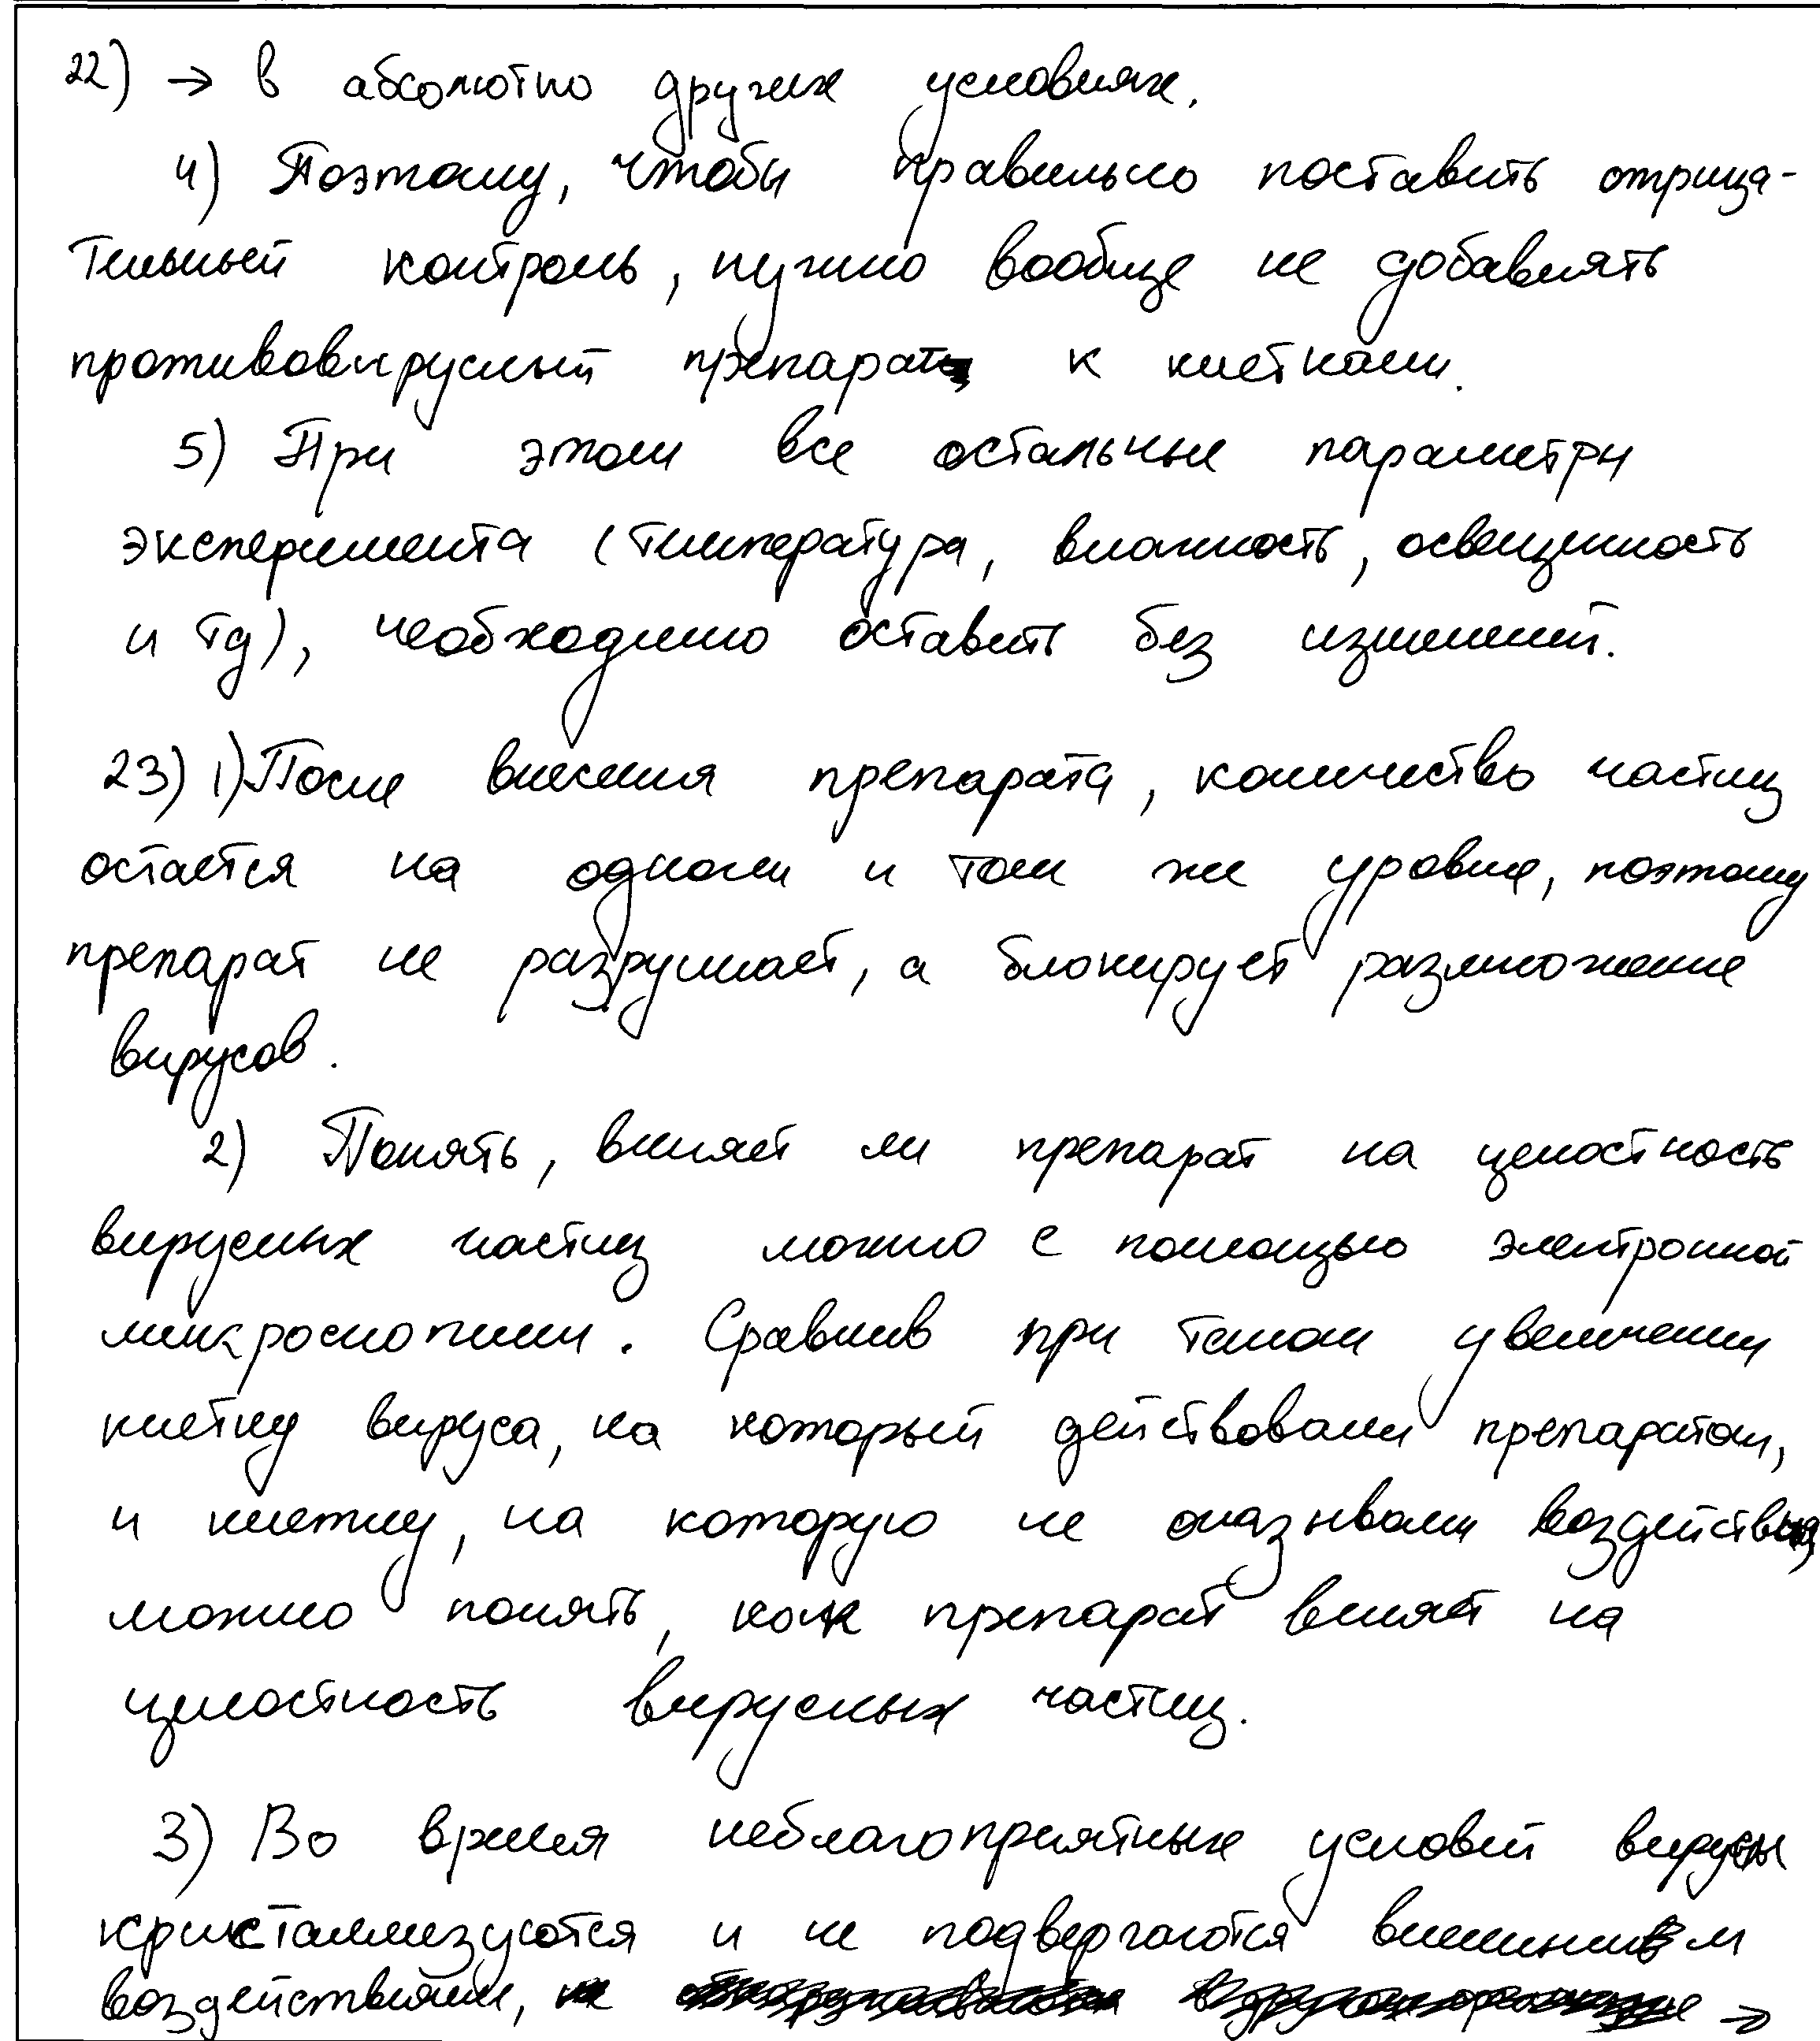 22) → в абсолютно других условиях.
4) Поэтому, чтобы правильно поставить отрица-
тельный контроль, нужно вообще не добавлять
противовирусный препарат к клеткам.
5) При этом все остальные параметры
эксперимента (температура, влажность, освещенность
и тд), необходимо оставить без изменений.
23) 1) После внесения препарата, количество частиц
остается на одном и том же уровне, поэтому
препарат не разрушает, а блокирует размножение
вирусов.
2) Понять, влияет ли препарат на целостность
вирусных частиц можно с помощью электронной
микроскопии. Сравнив при таком увеличении
клетку вируса, на который действовали препаратом,
и клетку, на которую не оказывали воздействия
можно понять, как препарат влияет на
целостность вирусных частиц.
3) Во время неблагоприятных условий вирусы
кристаллизуются и не подвергаются внешним
воздействиям, →